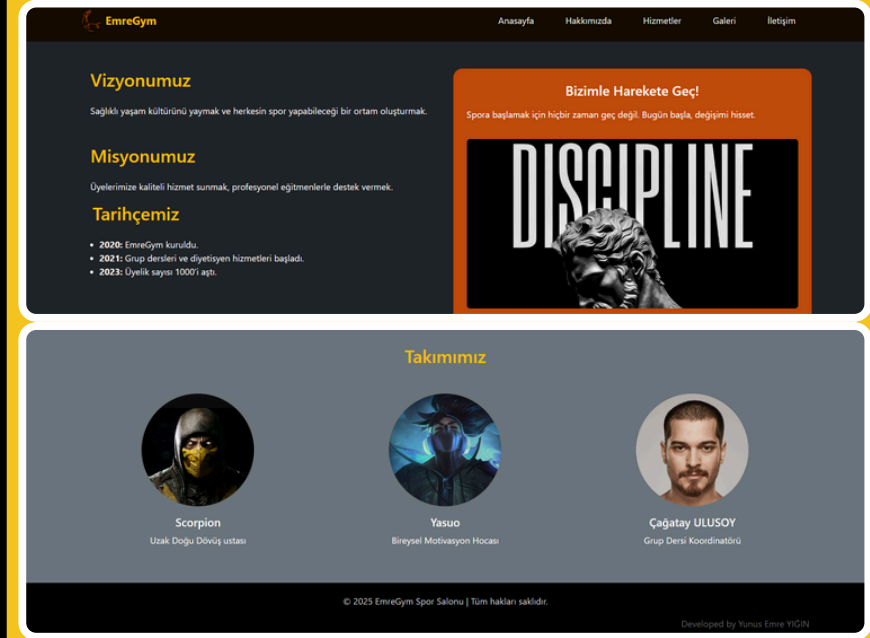 EmreGym
Anasayfa Hakkımızda Hizmetler Galeri İletişim
Vizyonumuz
Sağlıklı yaşam kültürünü yaymak ve herkesin spor yapabileceği bir ortam oluşturmak.
Misyonumuz
Üyelerimize kaliteli hizmet sunmak, profesyonel eğitmenlerle destek vermek.
Tarihçemiz
• 2020: EmreGym kuruldu.
• 2021: Grup dersleri ve diyetisyen hizmetleri başladı.
• 2023: Üyelik sayısı 1000'i aştı.
Bizimle Harekete Geç!
Spora başlamak için hiçbir zaman geç değil. Bugün başla, değişimi hisset.
DISCIPLINE
Takımımız
Scorpion
Uzak Doğu Dövüş ustası
Yasuo
Bireysel Motivasyon Hocası
Çağatay ULUSOY
Grup Dersi Koordinatörü
© 2025 EmreGym Spor Salonu | Tüm hakları saklıdır.
Developed by Yunus Emre YIĞIN